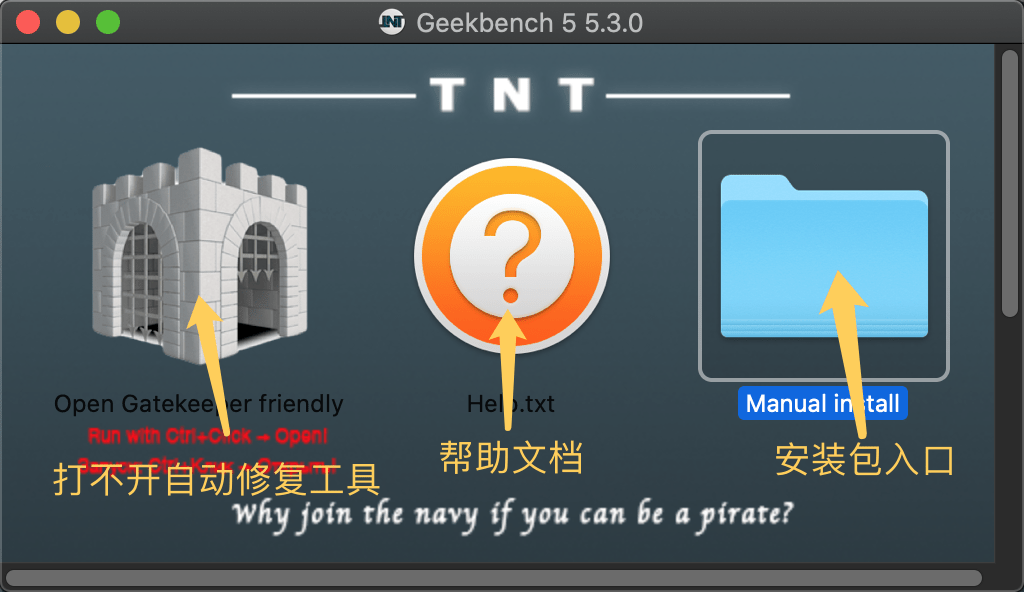 Geekbench 5 5.3.0
TNT
Open Gatekeeper friendly
Help.txt
Manual install
Run with Ctrl+Click → Open!
打不开自动修复工具
帮助文档
安装包入口
Why join the navy if you can be a pirate?